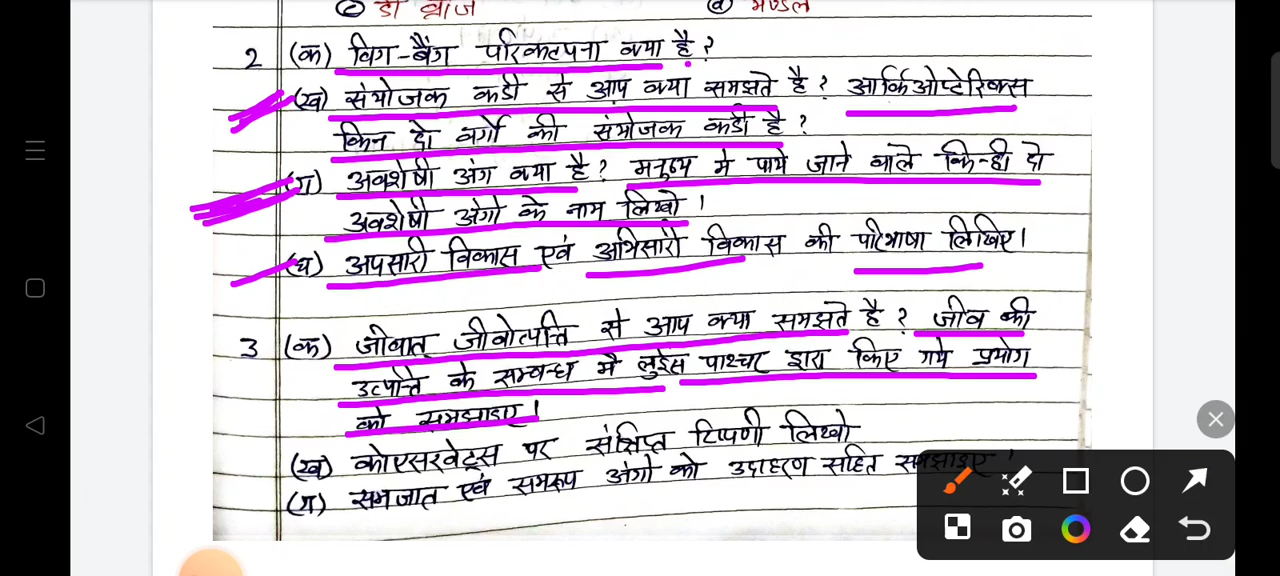 © डी ब्रीज @ मेण्डल
2 (क) विग-बैंग परिकल्पना क्या है ?
(ख) संयोजक कडी से आप क्या समझते है ? आर्किओप्टेरिक्स
किन दो वर्गो की संयोजक कडी है ?
(ग) अवशेषी अंग क्या है ? मनुष्य मे पाये जाने वाले किन्ही दो
अवशेषी अंगो के नाम लिखो ।
(घ) अपसारी विकास एवं अभिसारी विकास की परिभाषा लिखिए।
3 (क) जीवात् जीवोत्पत्ति से आप क्या समझते है ? जीव की
उत्पत्ति के सम्बन्ध मे लुईस पाश्चर द्वारा किए गये प्रयोग
को समझाइए ।
(ख) कोएसरवेट्स पर संक्षिप्त टिप्पणी लिखो
(ग) समजात एवं समरूप अंगो को उदाहरण सहित समझाइए ।